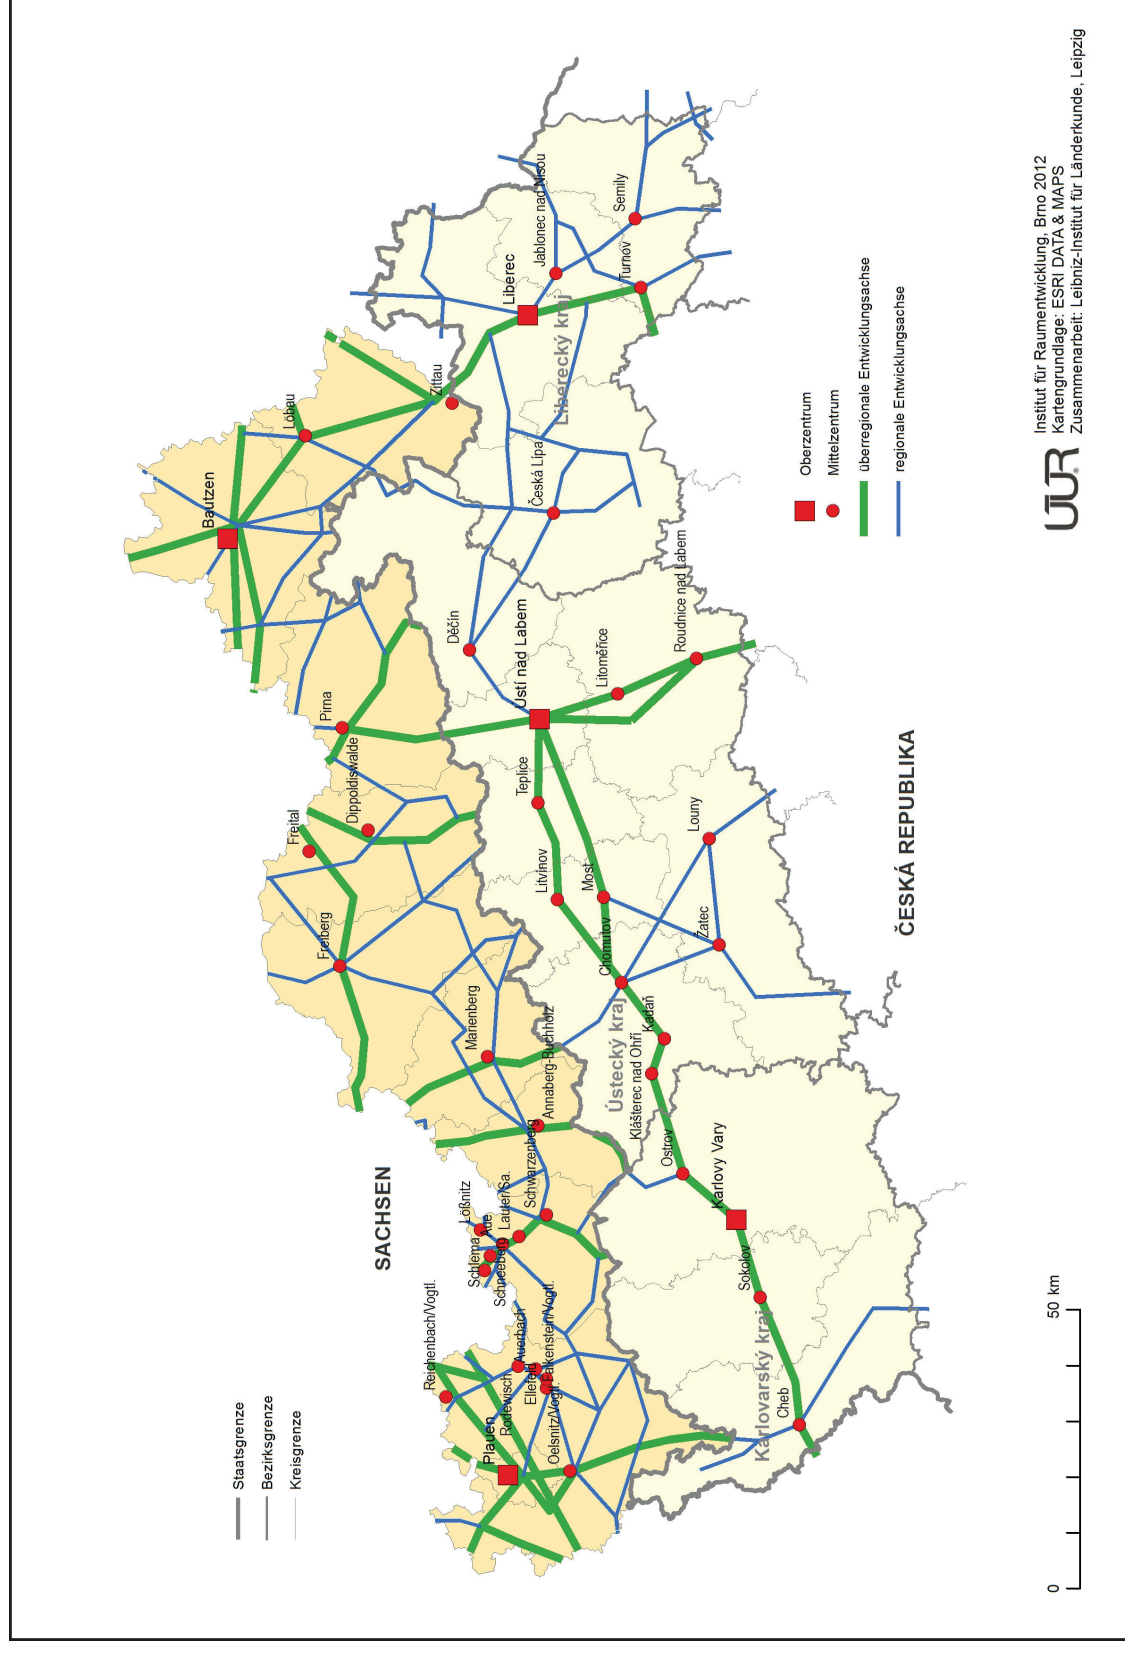 Staatsgrenze
Bezirksgrenze
Kreisgrenze
SACHSEN
ČESKÁ REPUBLIKA
Bautzen
Löbau
Zittau
Pirna
Dippoldiswalde
Freital
Freiberg
Marienberg
Annaberg-Buchholz
Schwarzenberg
Lauter/Sa.
Lößnitz
Aue
Schlema
Schneeberg
Reichenbach/Vogtl.
Auerbach
Rodewisch
Ellefeld
Falkenstein/Vogtl.
Plauen
Oelsnitz/Vogtl.
Liberec
Jablonec nad Nisou
Semily
Turnov
Liberecký kraj
Česká Lípa
Děčín
Ústí nad Labem
Litoměřice
Roudnice nad Labem
Teplice
Litvínov
Most
Louny
Žatec
Chomutov
Ústecký kraj
Kadaň
Klášterec nad Ohří
Ostrov
Karlovy Vary
Sokolov
Karlovarský kraj
Cheb
Oberzentrum
Mittelzentrum
überregionale Entwicklungsachse
regionale Entwicklungsachse
0
50 km
UUR
Institut für Raumentwicklung, Brno 2012
Kartengrundlage: ESRI DATA & MAPS
Zusammenarbeit: Leibniz-Institut für Länderkunde, Leipzig